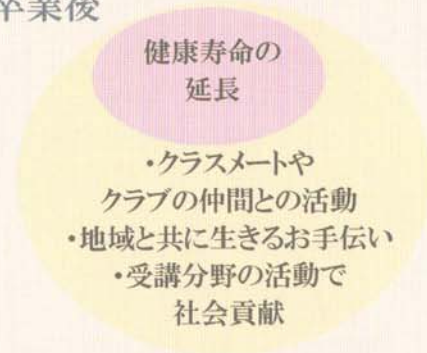 卒業後
健康寿命の
延長
・クラスメートや
クラブの仲間との活動
・地域と共に生きるお手伝い
・受講分野の活動で
社会貢献